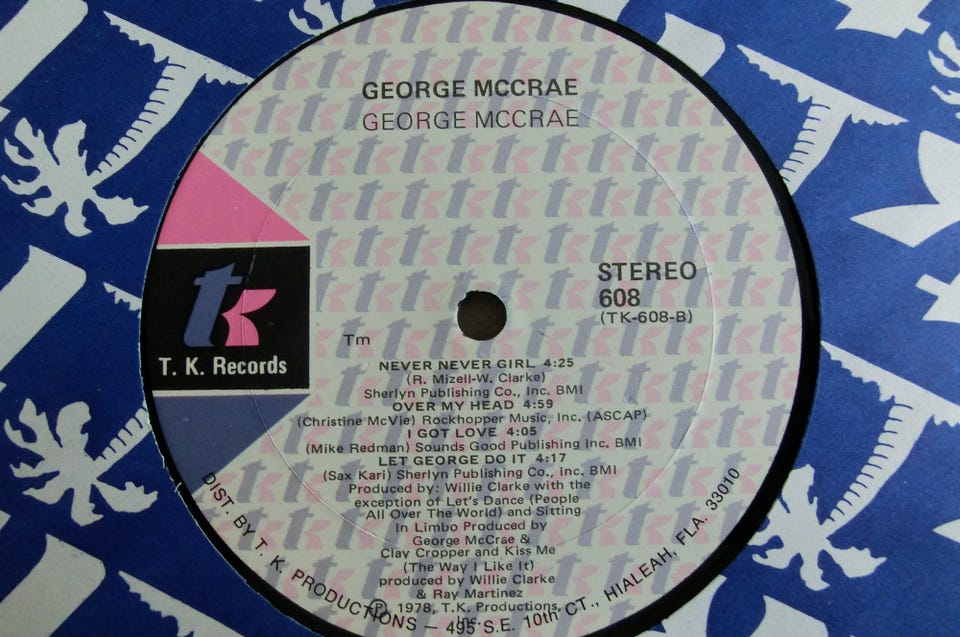 GEORGE MCCRAE
GEORGE MCCRAE
tk
T. K. Records
Tm
STEREO
608
(TK-608-B)
NEVER NEVER GIRL 4:25
(R. Mizell-W. Clarke)
Sherlyn Publishing Co., Inc. BMI
OVER MY HEAD 4:59
(Christine McVie) Rockhopper Music, Inc. (ASCAP)
I GOT LOVE 4:05
(Mike Redman) Sounds Good Publishing Inc. BMI
LET GEORGE DO IT 4:17
(Sax Kari) Sherlyn Publishing Co., Inc. BMI
Produced by: Willie Clarke with the
exception of Let's Dance (People
All Over The World) and Sitting
In Limbo Produced by
George McCrae &
Clay Cropper and Kiss Me
(The Way I Like It)
produced by Willie Clarke
& Ray Martinez
℗ 1978, T.K. Productions,
Inc.
DIST. BY T. K. PRODUCTIONS – 495 S.E. 10th CT., HIALEAH, FLA. 33010